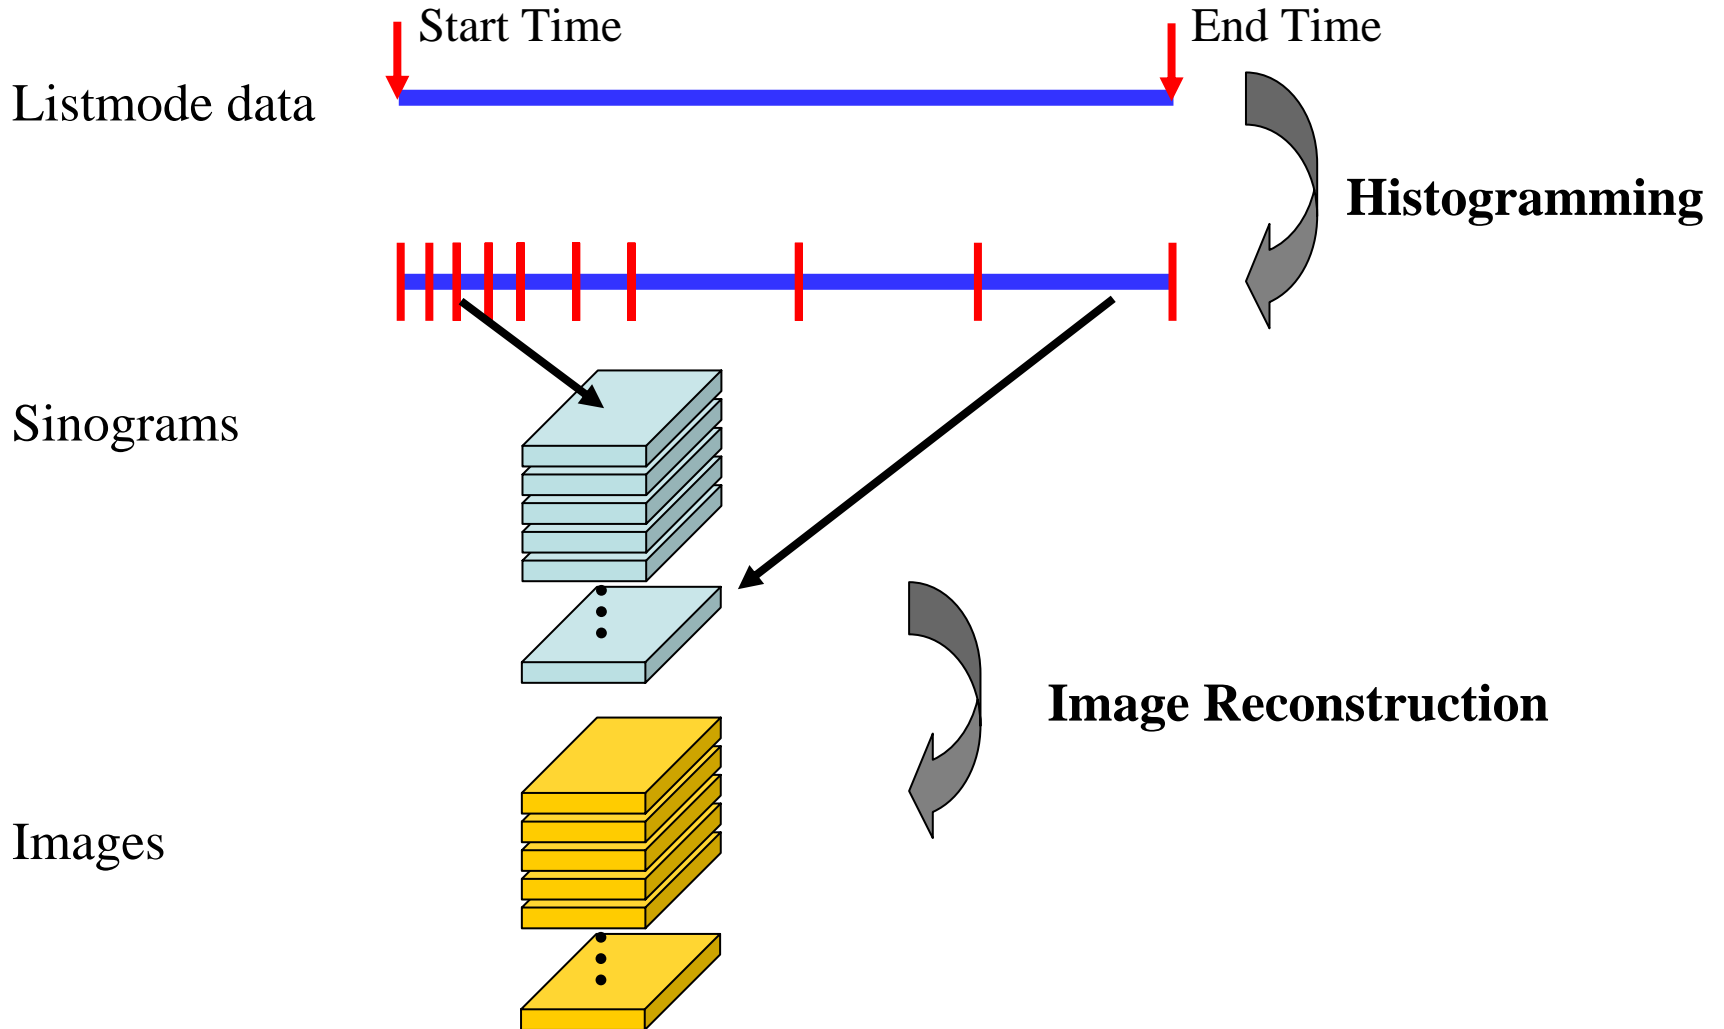 Start Time
End Time
Listmode data
Histogramming
Sinograms
Image Reconstruction
Images